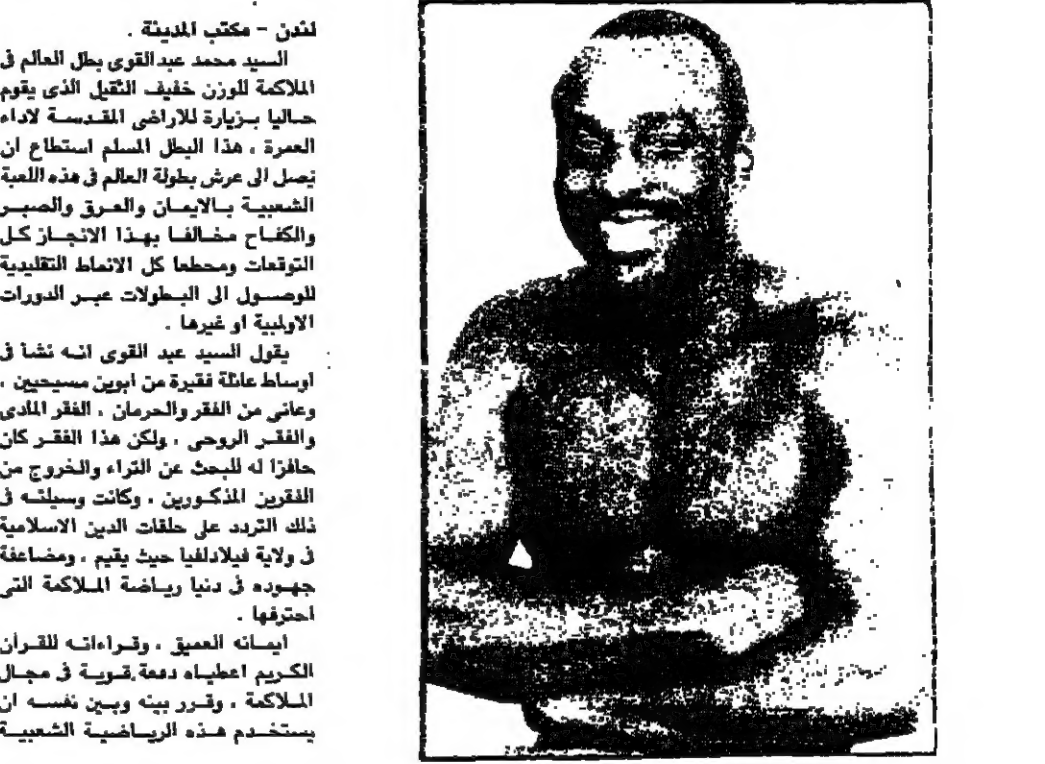 لندن - مكتب المدينة .
السيد محمد عبدالقوى بطل العالم فى
الملاكمة للوزن خفيف الثقيل الذى يقوم
حاليا بزيارة للاراضى المقدسة لاداء
العمرة ، هذا البطل المسلم استطاع ان
يصل الى عرش بطولة العالم فى هذه اللعبة
الشعبية بالايمان والعرق والصبر
والكفاح مخالفا بهذا الانجاز كل
التوقعات ومحطما كل الانماط التقليدية
للوصول الى البطولات عبر الدورات
الاولمبية او غيرها .
يقول السيد عبد القوى انه نشأ فى
اوساط عائلة فقيرة من ابوين مسيحيين ،
وعانى من الفقر والحرمان ، الفقر المادى
والفقر الروحى ، ولكن هذا الفقر كان
حافزا له للبحث عن الثراء والخروج من
الفقرين المذكورين ، وكانت وسيلته فى
ذلك التردد على حلقات الدين الاسلامية
فى ولاية فيلادلفيا حيث يقيم ، ومضاعفة
جهوده فى دنيا رياضة الملاكمة التى
احترفها .
ايمانه العميق ، وقراءاته للقرآن
الكريم اعطياه دفعة قوية فى مجال
الملاكمة ، وقرر بينه وبين نفسه ان
يستخدم هذه الرياضية الشعبية